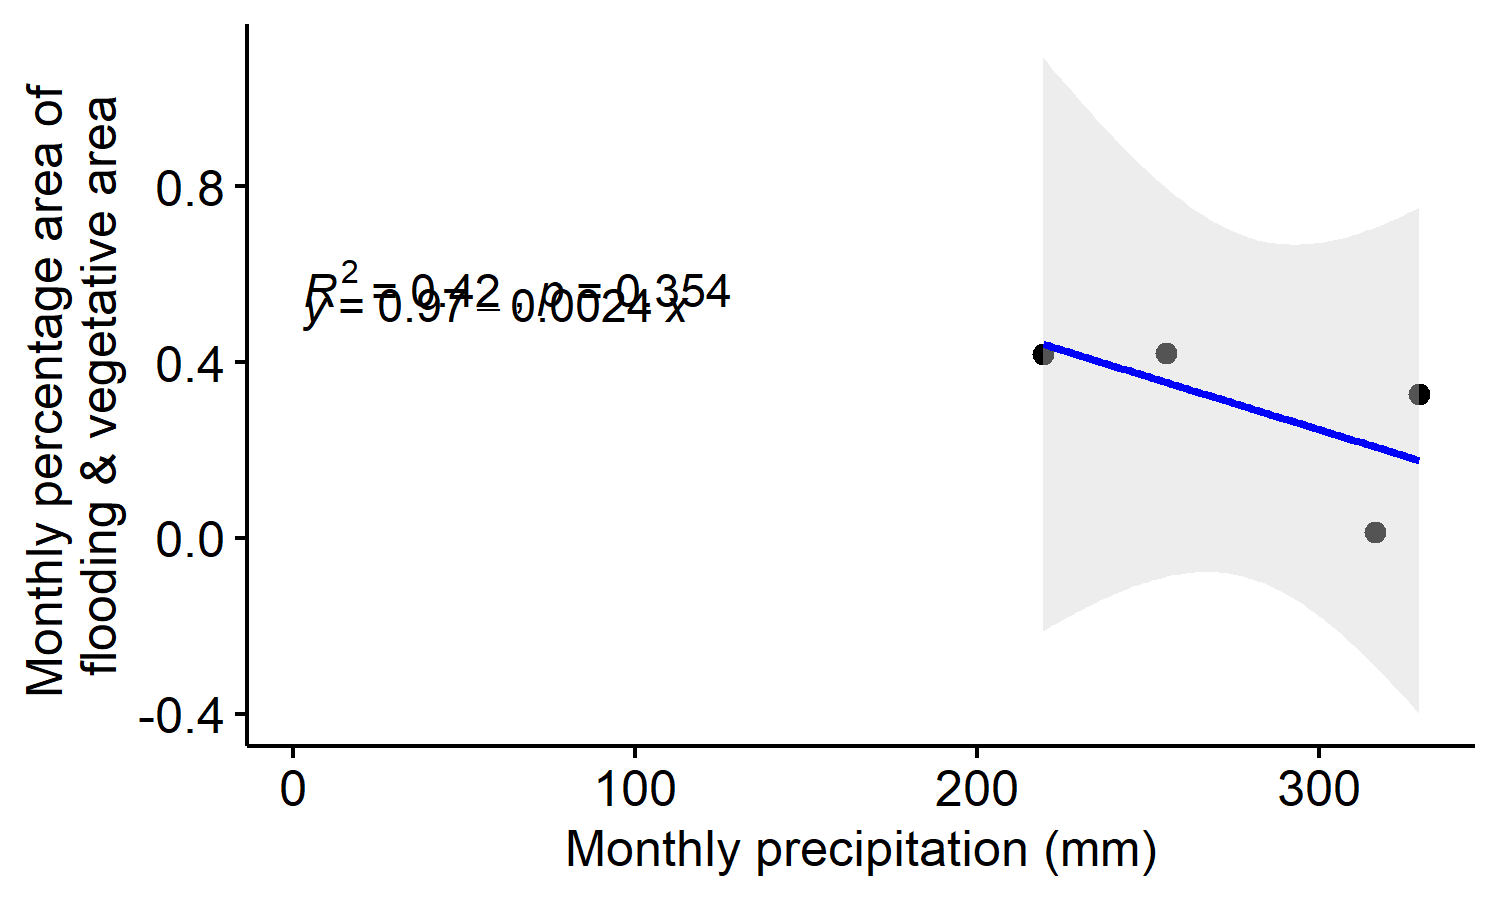 Monthly percentage area of
flooding & vegetative area
0.8
0.4
0.0
-0.4
R² = 0.42 , p = 0.354
y = 0.97 – 0.0024 x
0 100 200 300
Monthly precipitation (mm)